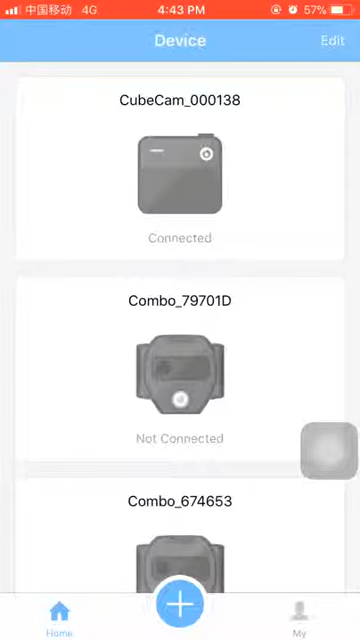 中国移动 4G 4:43 PM 57%
Device Edit
CubeCam_000138
Connected
Combo_79701D
Not Connected
Combo_674653
Home My